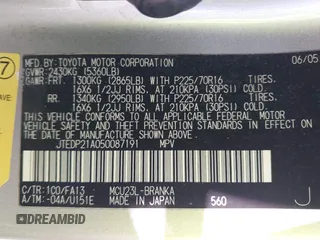 7
MFD. BY: TOYOTA MOTOR CORPORATION 06/05
GVWR: 2430KG (5360LB)
GAWR: FRT. 1300KG (2865LB) WITH P225/70R16 TIRES,
16X6 1/2JJ RIMS, AT 210KPA (30PSI) COLD
RR. 1340KG (2950LB) WITH P225/70R16 TIRES,
16X6 1/2JJ RIMS, AT 210KPA (30PSI) COLD
THIS VEHICLE CONFORMS TO ALL APPLICABLE FEDERAL
MOTOR VEHICLE SAFETY STANDARDS IN EFFECT ON THE
DATE OF MANUFACTURE SHOWN ABOVE.
JTEDP21A050087191 MPV
C/TR: 1C0/FA13 MCU23L-BRANKA
A/TM: -04A/U151E MADE IN JAPAN 560 J
DREAMBID